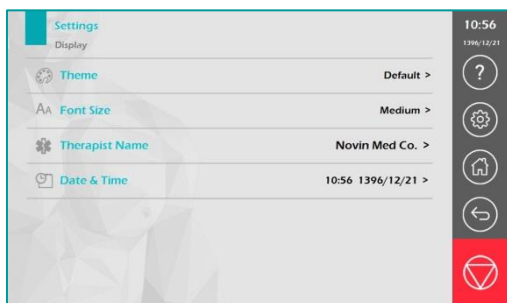 Settings
Display
Theme
Default >
AA Font Size
Medium >
Therapist Name
Novin Med Co. >
Date & Time
10:56 1396/12/21 >
10:56
1396/12/21
?